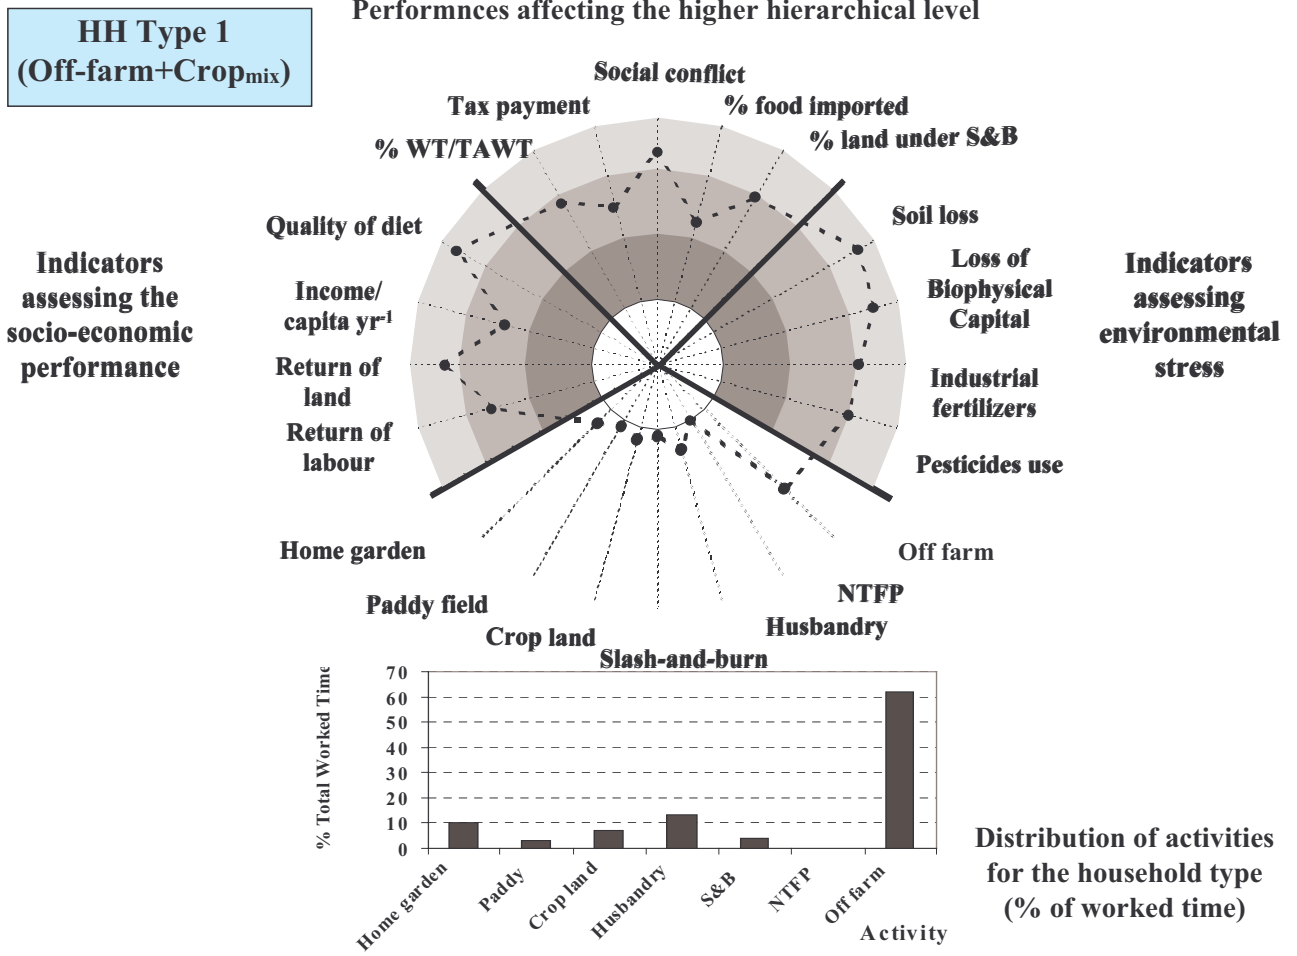 Performnces affecting the higher hierarchical level
HH Type 1
(Off-farm+Cropmix)
Social conflict
Tax payment
% food imported
% WT/TAWT
% land under S&B
Quality of diet
Soil loss
Indicators
assessing the
socio-economic
performance
Income/
capita yr-1
Loss of
Biophysical
Capital
Indicators
assessing
environmental
stress
Return of
land
Industrial
fertilizers
Return of
labour
Pesticides use
Home garden
Off farm
Paddy field
NTFP
Crop land
Husbandry
Slash-and-burn
% Total Worked Time
70
60
50
40
30
20
10
0
Home garden
Paddy
Crop land
Husbandry
S&B
NTFP
Off farm
Activity
Distribution of activities
for the household type
(% of worked time)